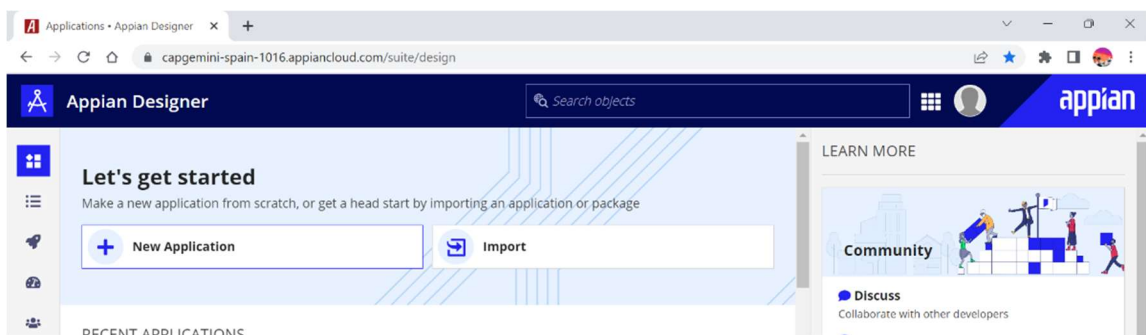 Applications • Appian Designer
capgemini-spain-1016.appiancloud.com/suite/design
Appian Designer
Search objects
appian
Let's get started
Make a new application from scratch, or get a head start by importing an application or package
New Application
Import
RECENT APPLICATIONS
LEARN MORE
Community
Discuss
Collaborate with other developers